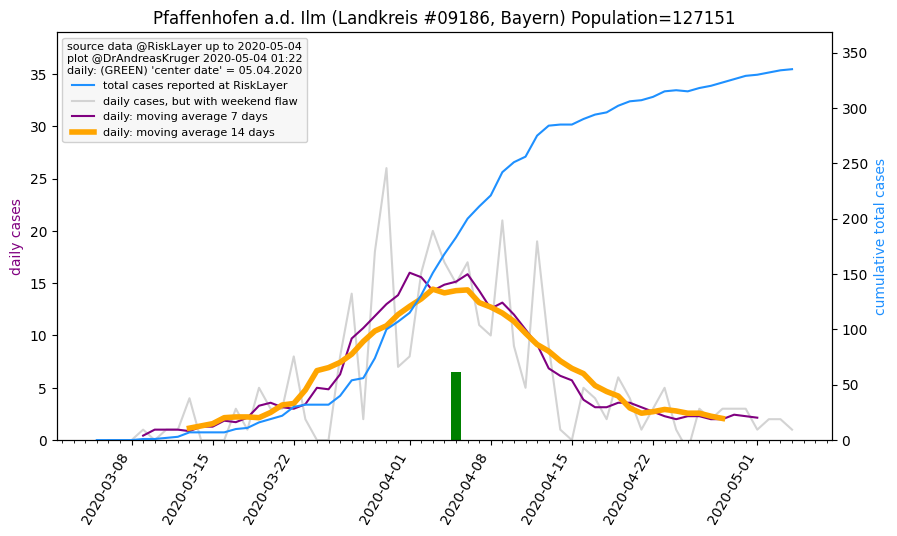 Pfaffenhofen a.d. Ilm (Landkreis #09186, Bayern) Population=127151
source data @RiskLayer up to 2020-05-04
plot @DrAndreasKruger 2020-05-04 01:22
daily: (GREEN) 'center date' = 05.04.2020
total cases reported at RiskLayer
daily cases, but with weekend flaw
daily: moving average 7 days
daily: moving average 14 days
daily cases
35
30
25
20
15
10
5
0
350
300
250
200
150
100
50
0
cumulative total cases
2020-03-08
2020-03-15
2020-03-22
2020-04-01
2020-04-08
2020-04-15
2020-04-22
2020-05-01